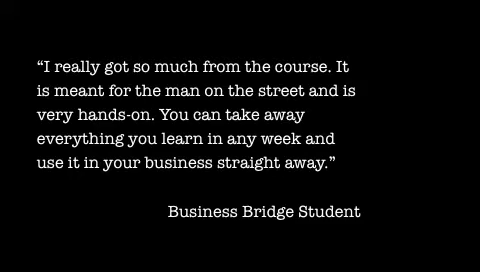 “I really got so much from the course. It
is meant for the man on the street and is
very hands-on. You can take away
everything you learn in any week and
use it in your business straight away.”
Business Bridge Student